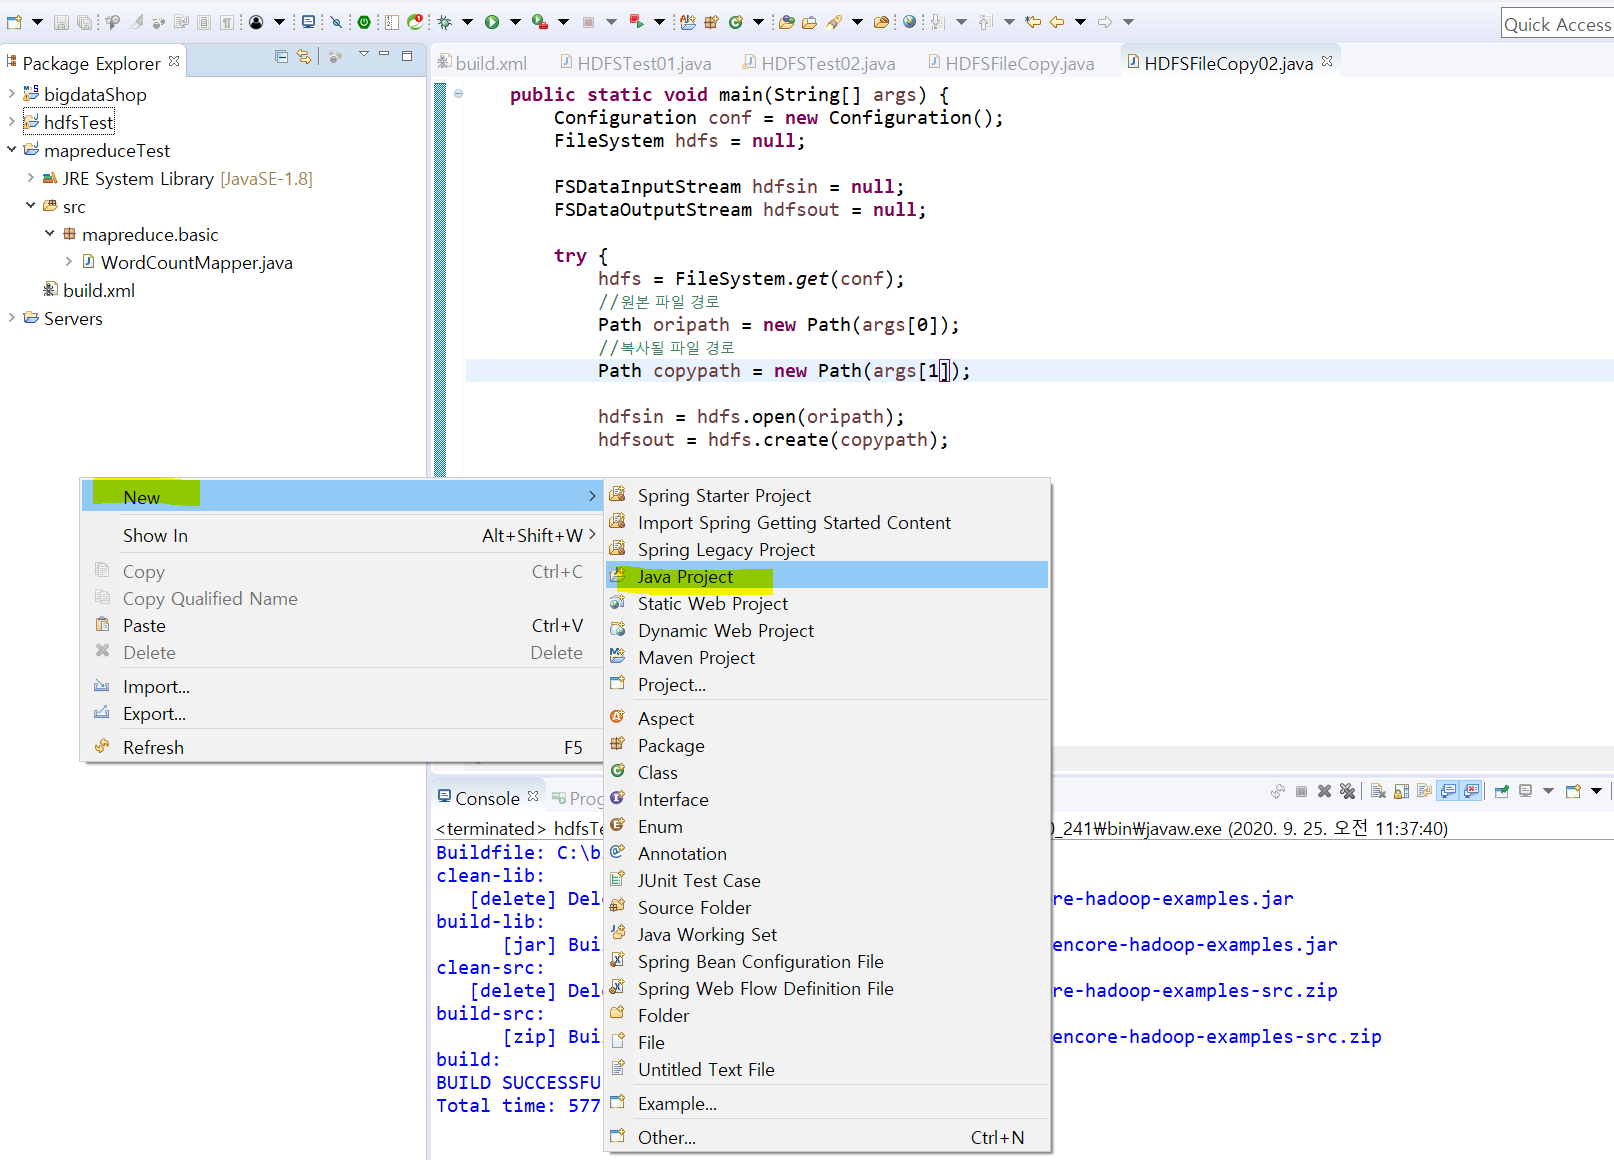 Quick Access
Package Explorer
bigdataShop
hdfsTest
mapreduceTest
JRE System Library [JavaSE-1.8]
src
mapreduce.basic
WordCountMapper.java
build.xml
Servers
build.xml
HDFSTest01.java
HDFSTest02.java
HDFSFileCopy.java
HDFSFileCopy02.java
public static void main(String[] args) {
Configuration conf = new Configuration();
FileSystem hdfs = null;
FSDataInputStream hdfsin = null;
FSDataOutputStream hdfsout = null;
try {
hdfs = FileSystem.get(conf);
//원본 파일 경로
Path oripath = new Path(args[0]);
//복사될 파일 경로
Path copypath = new Path(args[1]);
hdfsin = hdfs.open(oripath);
hdfsout = hdfs.create(copypath);
New
Show In Alt+Shift+W
Copy Ctrl+C
Copy Qualified Name
Paste Ctrl+V
Delete Delete
Import...
Export...
Refresh F5
Spring Starter Project
Import Spring Getting Started Content
Spring Legacy Project
Java Project
Static Web Project
Dynamic Web Project
Maven Project
Project...
Aspect
Package
Class
Interface
Enum
Annotation
JUnit Test Case
Source Folder
Java Working Set
Spring Bean Configuration File
Spring Web Flow Definition File
Folder
File
Untitled Text File
Example...
Other... Ctrl+N
Console
Prog
<terminated> hdfsTe 0_241₩bin₩javaw.exe (2020. 9. 25. 오전 11:37:40)
Buildfile: C:\b
clean-lib:
[delete] Del re-hadoop-examples.jar
build-lib:
[jar] Bui encore-hadoop-examples.jar
clean-src:
[delete] Del re-hadoop-examples-src.zip
build-src:
[zip] Bui encore-hadoop-examples-src.zip
build:
BUILD SUCCESSFU
Total time: 577